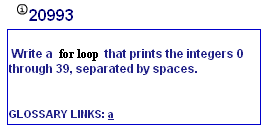 20993
Write a for loop that prints the integers 0
through 39, separated by spaces.
GLOSSARY LINKS: a